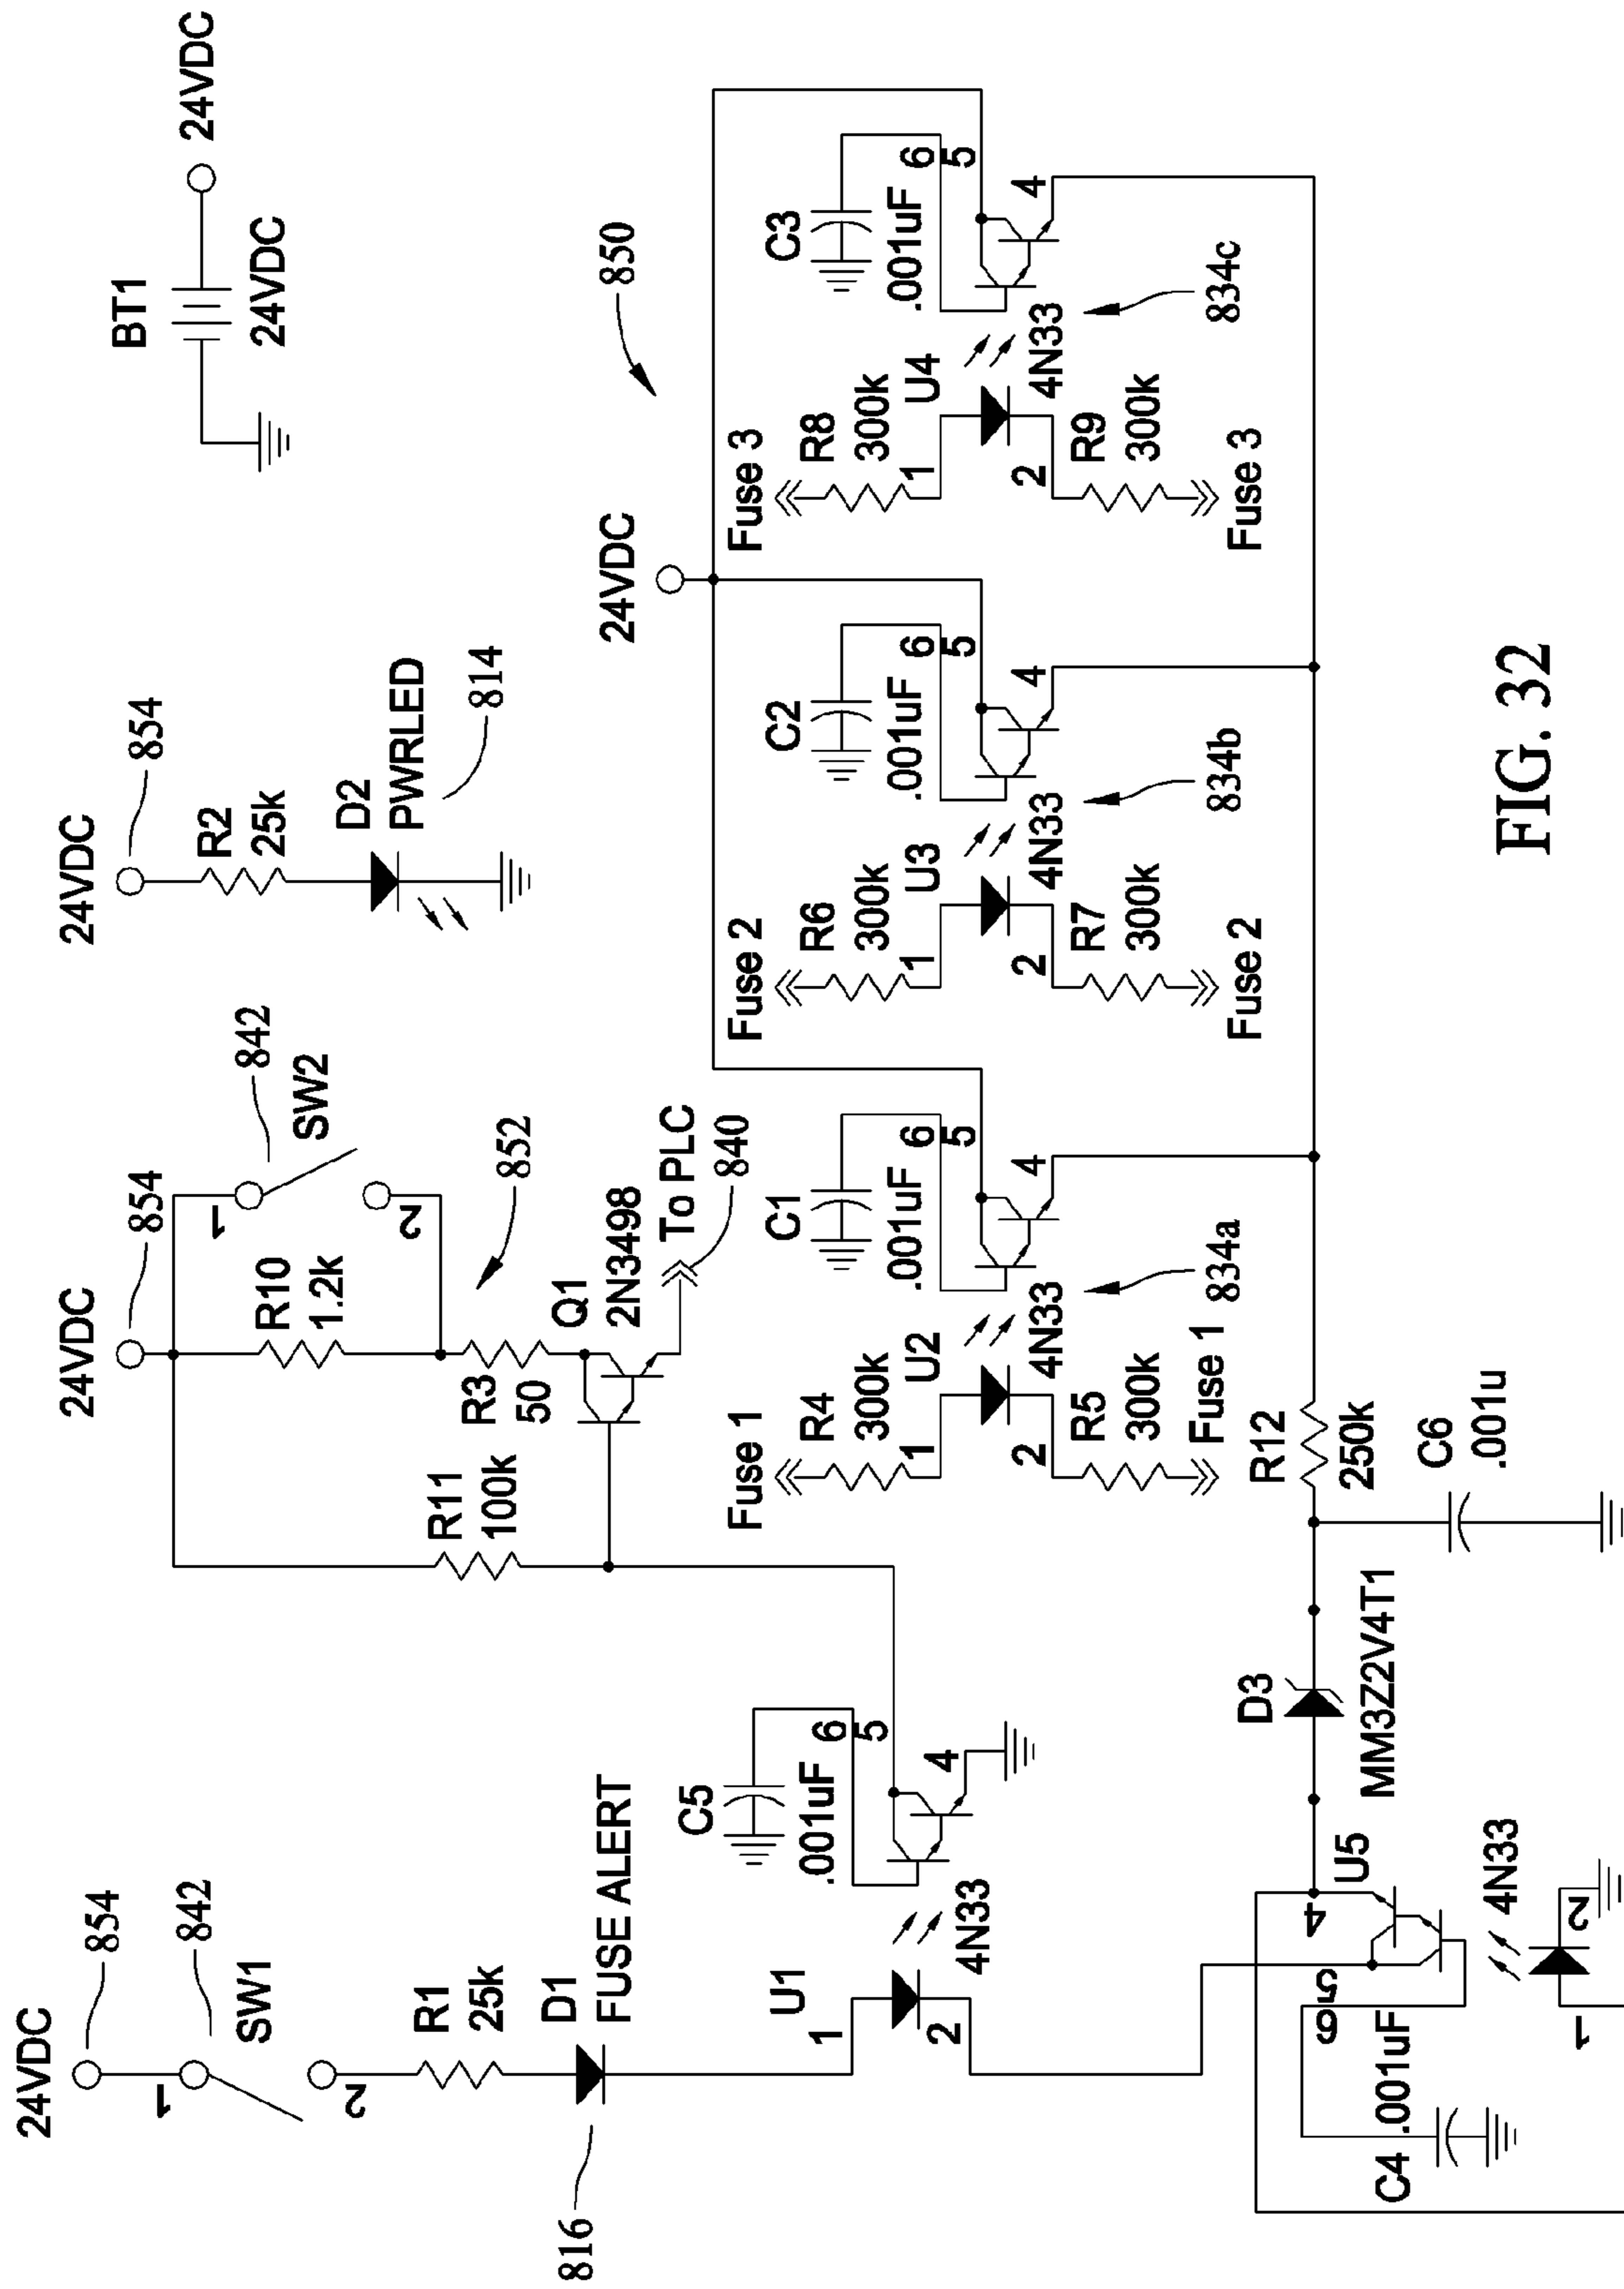 24VDC
854
1
842
SW1
2
R1
25k
D1
FUSE ALERT
816
U1
1
2
4N33
C5
.001uF
6
5
4
24VDC
854
842
1
SW2
2
R10
1.2k
852
R3
50
Q1
2N3498
To PLC
840
R11
100k
24VDC
854
R2
25k
D2
PWRLED
814
BT1
24VDC
24VDC
850
24VDC
Fuse 1
R4
300k
1
U2
4N33
2
R5
300k
Fuse 1
C1
.001uF
6
5
4
834a
Fuse 2
R6
300k
1
U3
4N33
2
R7
300k
Fuse 2
C2
.001uF
6
5
4
834b
Fuse 3
R8
300k
1
U4
4N33
2
R9
300k
Fuse 3
C3
.001uF
6
5
4
834c
R12
250k
C6
.001u
D3
MM3Z2V4T1
U5
4
5
6
4N33
C4
.001uF
1
2
FIG. 32